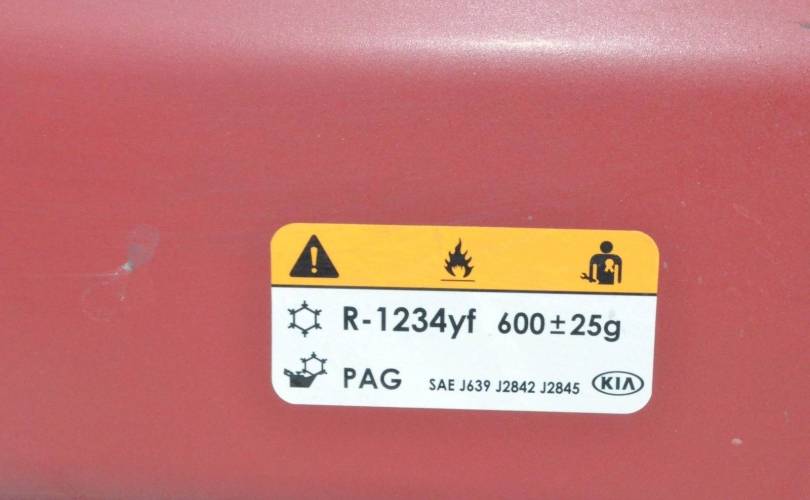 R-1234yf 600±25g
PAG SAE J639 J2842 J2845 KIA